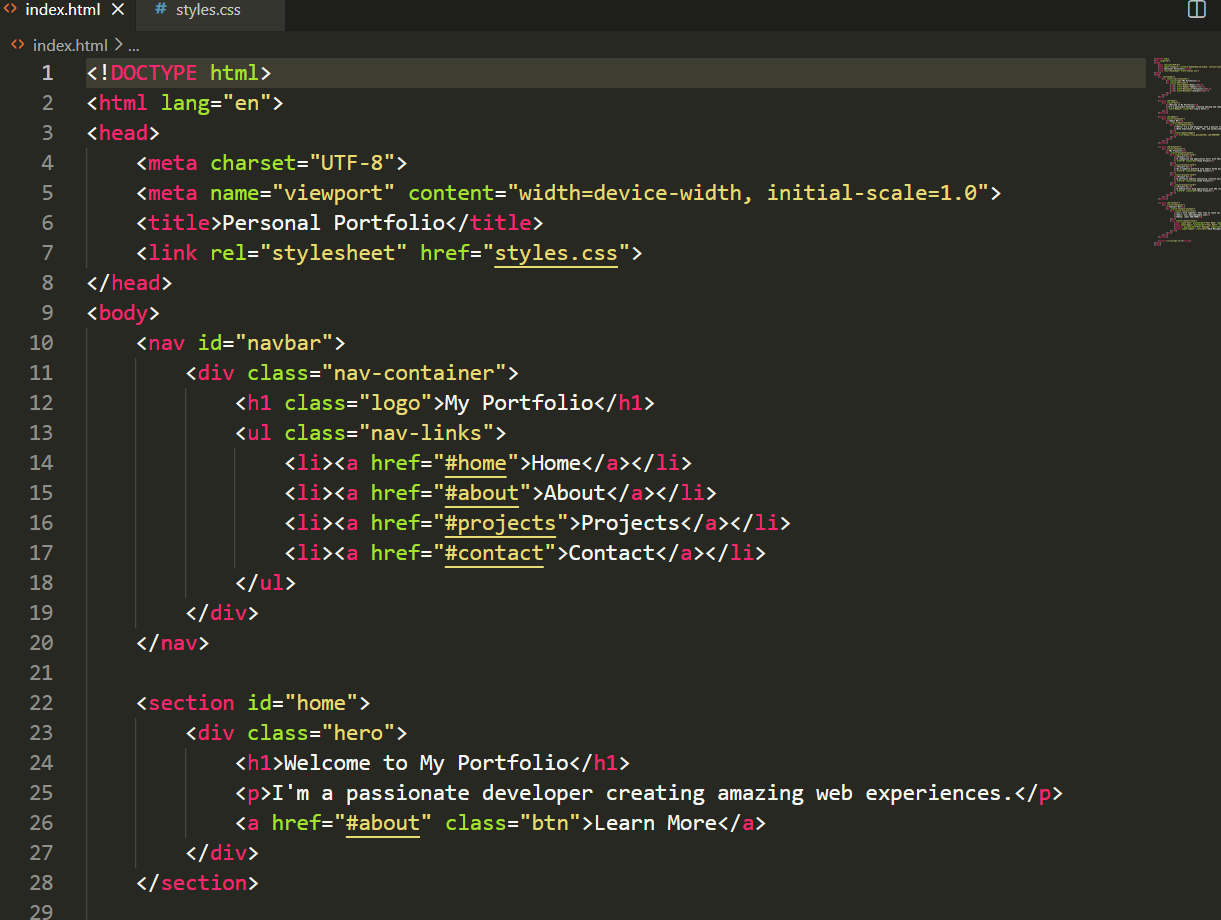 index.html
styles.css
index.html > ...
1 <!DOCTYPE html>
2 <html lang="en">
3 <head>
4     <meta charset="UTF-8">
5     <meta name="viewport" content="width=device-width, initial-scale=1.0">
6     <title>Personal Portfolio</title>
7     <link rel="stylesheet" href="styles.css">
8 </head>
9 <body>
10     <nav id="navbar">
11         <div class="nav-container">
12             <h1 class="logo">My Portfolio</h1>
13             <ul class="nav-links">
14                 <li><a href="#home">Home</a></li>
15                 <li><a href="#about">About</a></li>
16                 <li><a href="#projects">Projects</a></li>
17                 <li><a href="#contact">Contact</a></li>
18             </ul>
19         </div>
20     </nav>
21
22     <section id="home">
23         <div class="hero">
24             <h1>Welcome to My Portfolio</h1>
25             <p>I'm a passionate developer creating amazing web experiences.</p>
26             <a href="#about" class="btn">Learn More</a>
27         </div>
28     </section>
29